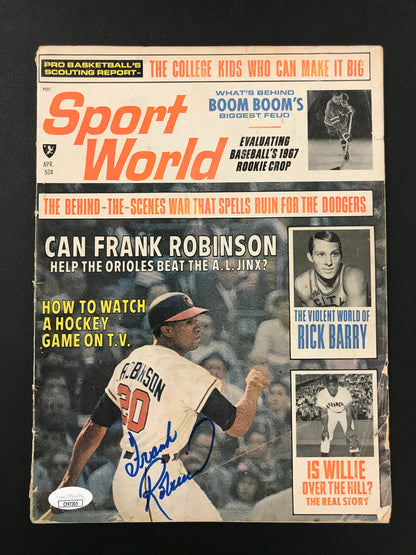 PRO BASKETBALL'S
SCOUTING REPORT-
THE COLLEGE KIDS WHO CAN MAKE IT BIG
PDC
Sport
World
APR.
50¢
WHAT'S BEHIND
BOOM BOOM'S
BIGGEST FEUD
EVALUATING
BASEBALL'S 1967
ROOKIE CROP
THE BEHIND-THE-SCENES WAR THAT SPELLS RUIN FOR THE DODGERS
CAN FRANK ROBINSON
HELP THE ORIOLES BEAT THE A.L. JINX?
HOW TO WATCH
A HOCKEY
GAME ON T.V.
THE VIOLENT WORLD OF
RICK BARRY
IS WILLIE
OVER THE HILL?
THE REAL STORY
ROBINSON
20
Frank
Robinson